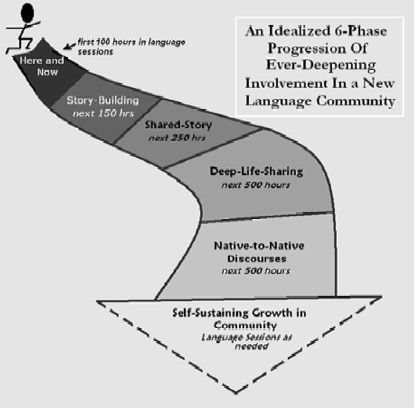 An Idealized 6-Phase
Progression Of
Ever-Deepening
Involvement In a New
Language Community
first 100 hours in language
sessions
Here and
Now
Story-Building
next 150 hrs
Shared-Story
next 250 hrs
Deep-Life-Sharing
next 500 hours
Native-to-Native
Discourses
next 500 hours
Self-Sustaining Growth in
Community
Language Sessions as
needed